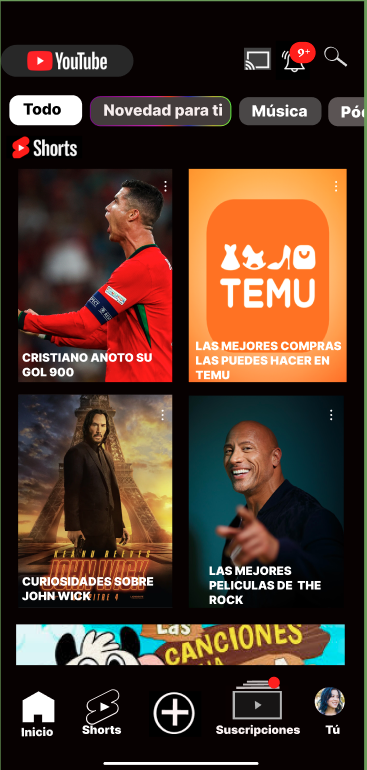 YouTube
9+
Todo
Novedad para ti
Música
Póc
Shorts
TEMU
CRISTIANO ANOTO SU
GOL 900
LAS MEJORES COMPRAS
LAS PUEDES HACER EN
TEMU
KEANU REEVES
JOHN WICK
CURIOSIDADES SOBRE
JOHN WICK
LAS MEJORES
PELICULAS DE THE
ROCK
Las
CANCIONES
Inicio
Shorts
Suscripciones
Tú